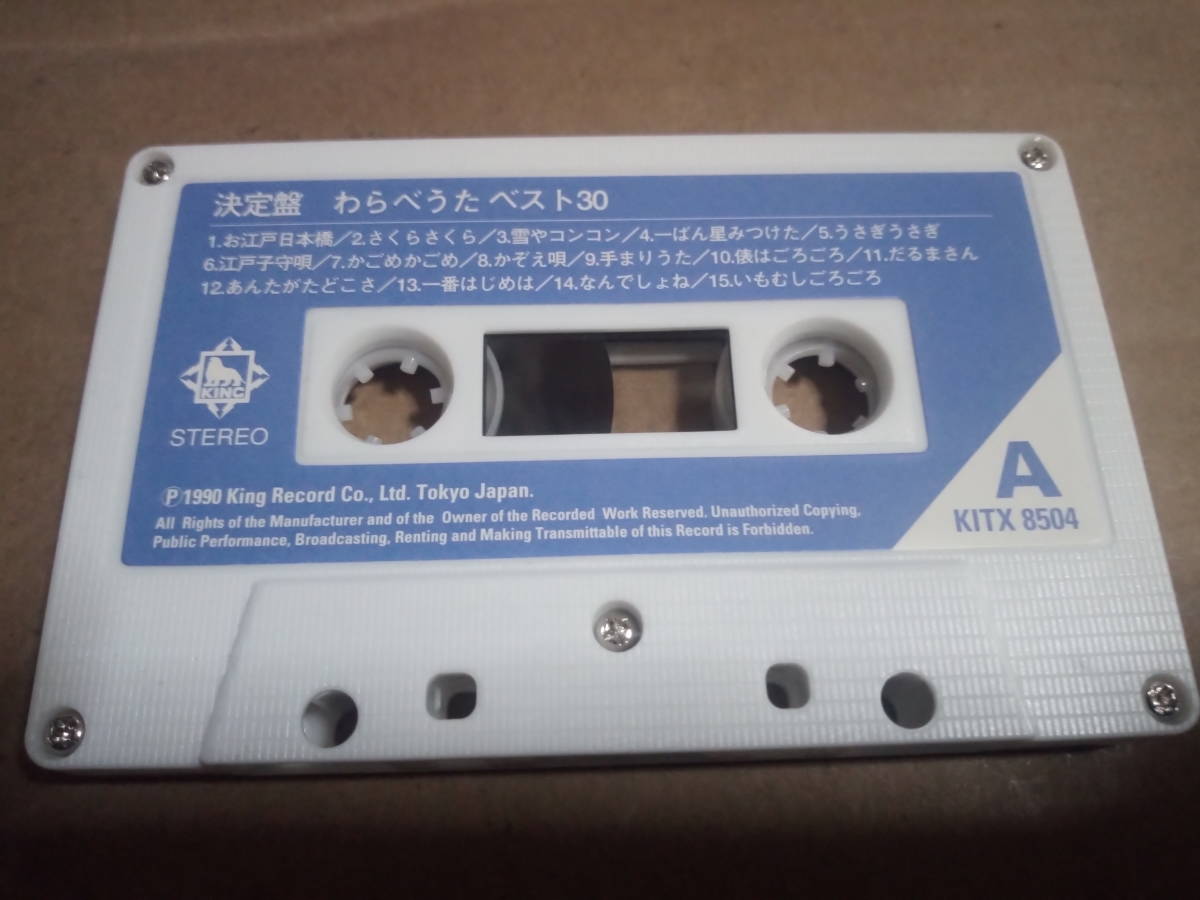 決定盤 わらべうた ベスト30
1.お江戸日本橋/2.さくらさくら/3.雪やコンコン/4.一ばん星みつけた/5.うさぎうさぎ
6.江戸子守唄/7.かごめかごめ/8.かぞえ唄/9.手まりうた/10.俵はごろごろ/11.だるまさん
12.あんたがたどこさ/13.一番はじめは/14.なんでしょね/15.いもむしごろごろ
KING
STEREO
Ⓟ1990 King Record Co., Ltd. Tokyo Japan.
All Rights of the Manufacturer and of the Owner of the Recorded Work Reserved. Unauthorized Copying,
Public Performance, Broadcasting, Renting and Making Transmittable of this Record is Forbidden.
A
KITX 8504